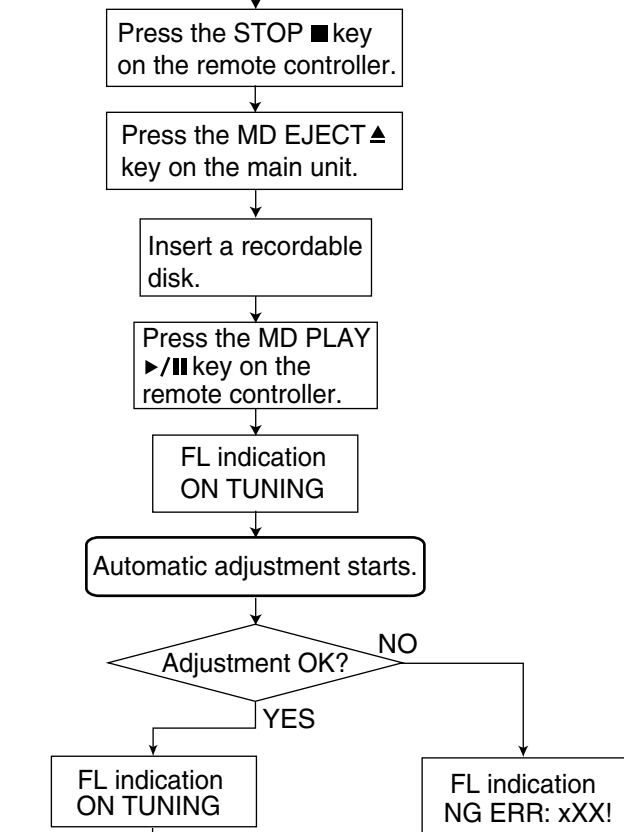 Press the STOP ■ key
on the remote controller.
Press the MD EJECT ▲
key on the main unit.
Insert a recordable
disk.
Press the MD PLAY
▶/❚❚ key on the
remote controller.
FL indication
ON TUNING
Automatic adjustment starts.
Adjustment OK?
NO
YES
FL indication
ON TUNING
FL indication
NG ERR: xXX!